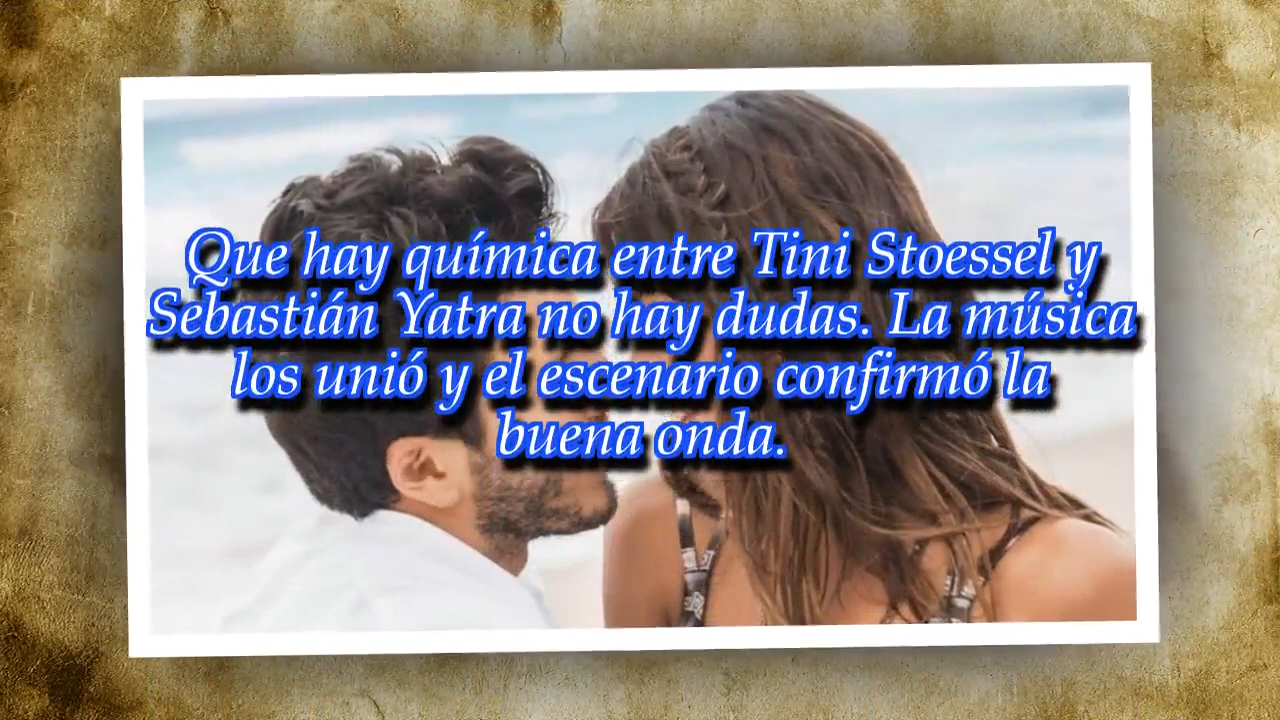 Que hay química entre Tini Stoessel y
Sebastián Yatra no hay dudas. La música
los unió y el escenario confirmó la
buena onda.